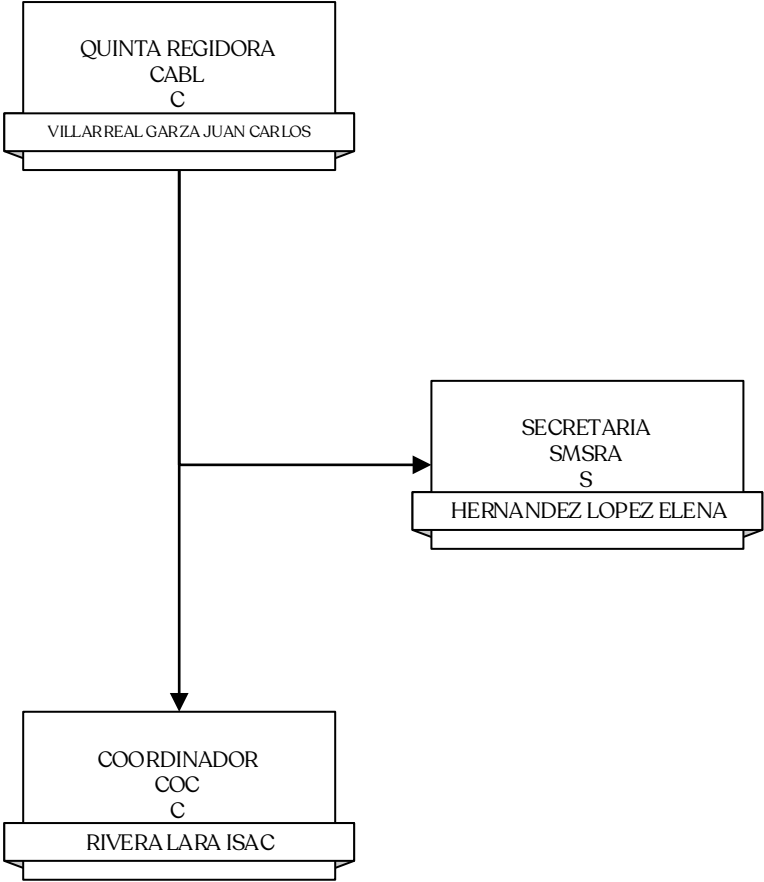 QUINTA REGIDORA
CABL
C
VILLARREAL GARZA JUAN CARLOS
SECRETARIA
SMSRA
S
HERNANDEZ LOPEZ ELENA
COORDINADOR
COC
C
RIVERA LARA ISAC